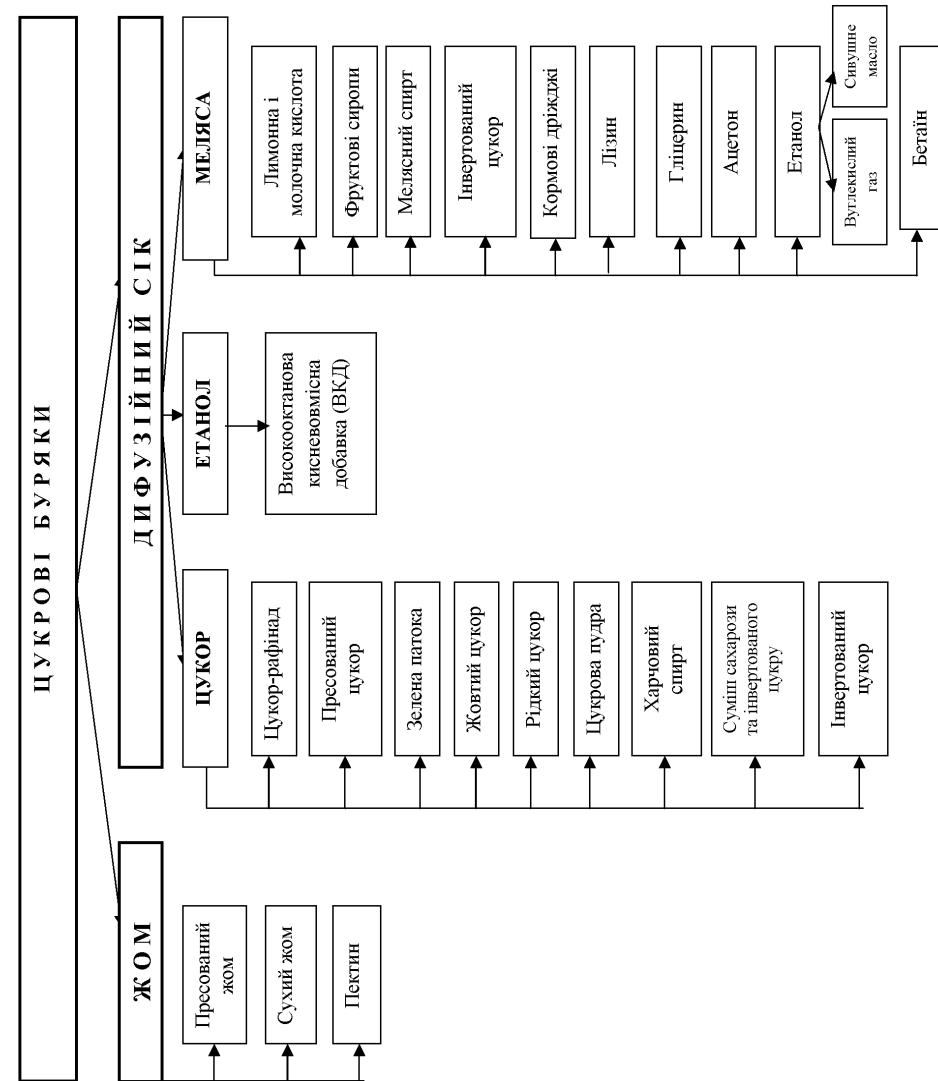 ЦУКРОВІ БУРЯКИ
ЖОМ
ДИФУЗІЙНИЙ СІК
Пресований
жом
Сухий жом
Пектин
ЦУКОР
Цукор-рафінад
Пресований
цукор
Зелена патока
Жовтий цукор
Рідкий цукор
Цукрова пудра
Харчовий
спирт
Суміш сахарози
та інвертованого
цукру
Інвертований
цукор
ЕТАНОЛ
Високооктанова
кисневовмісна
добавка (ВКД)
МЕЛЯСА
Лимонна і
молочна кислота
Фруктові сиропи
Мелясний спирт
Інвертований
цукор
Кормові дріжджі
Лізин
Гліцерин
Ацетон
Етанол
Вуглекислий
газ
Сивушне
масло
Бетаїн